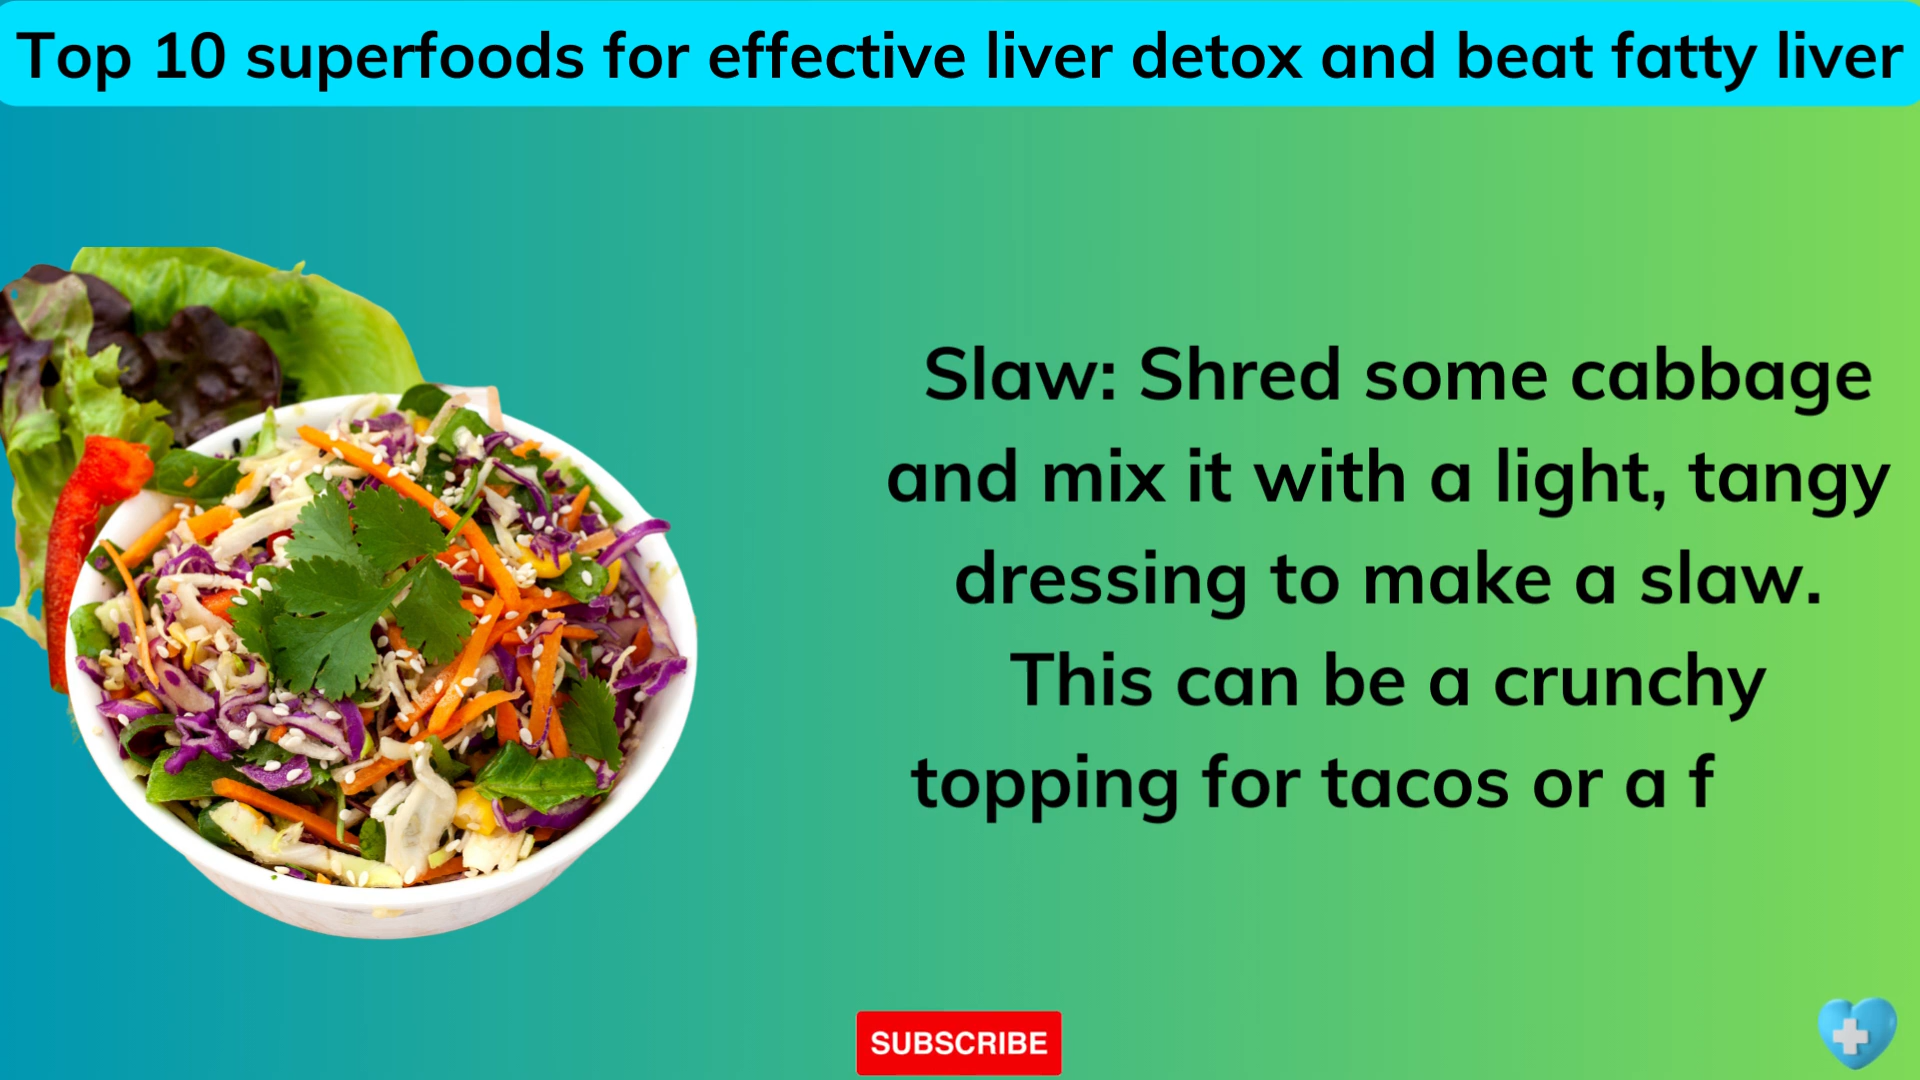 Top 10 superfoods for effective liver detox and beat fatty liver
Slaw: Shred some cabbage
and mix it with a light, tangy
dressing to make a slaw.
This can be a crunchy
topping for tacos or a f
SUBSCRIBE